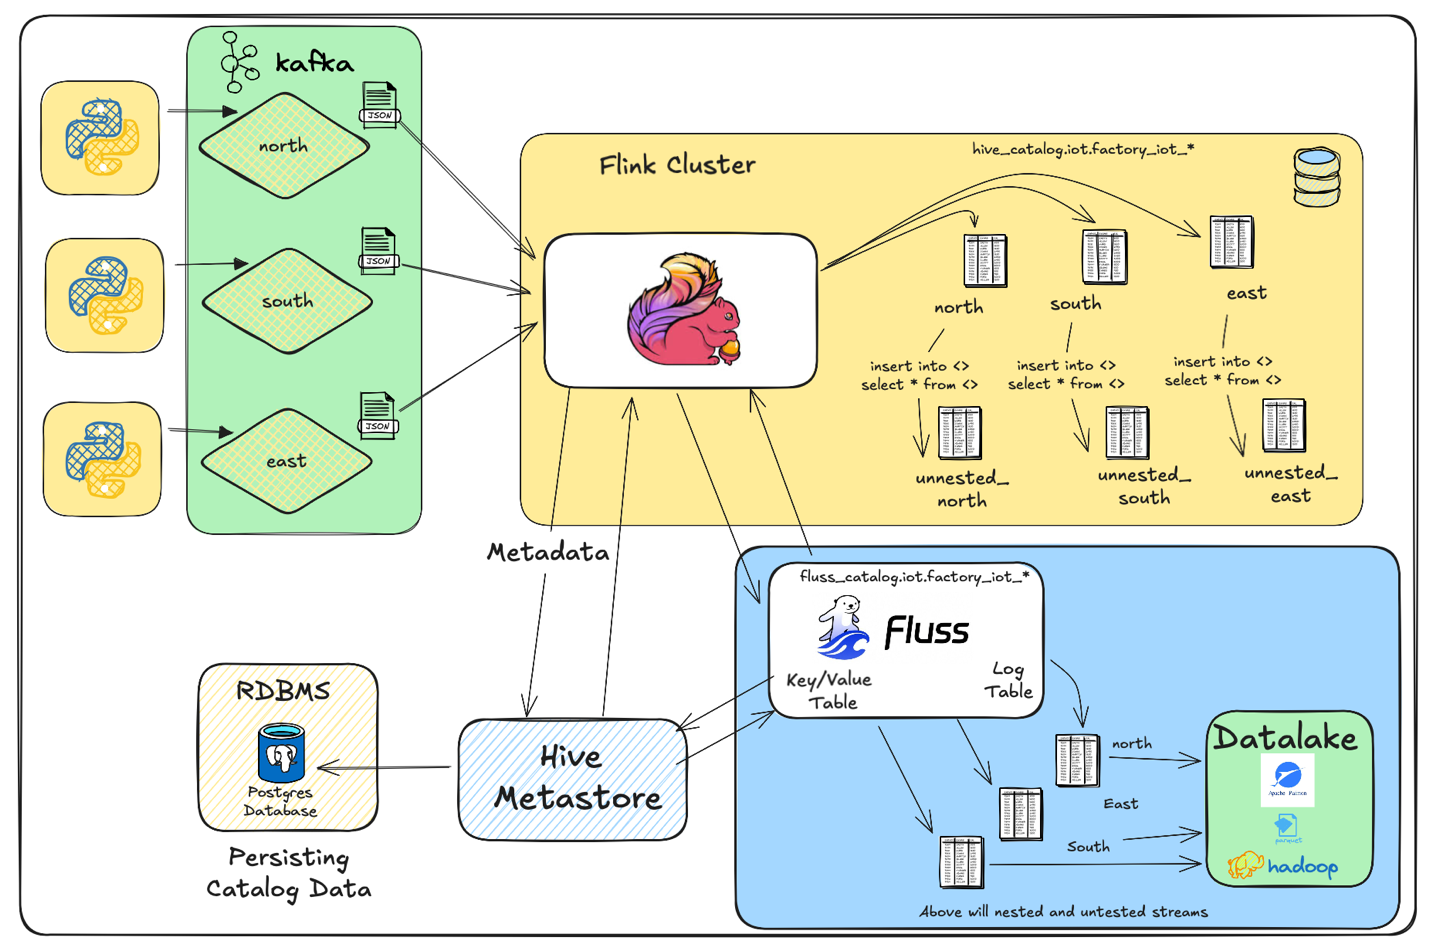 kafka
JSON
north
JSON
south
JSON
east
Flink Cluster
hive_catalog.iot.factory_iot_*
north
south
east
insert into <>
select * from <>
insert into <>
select * from <>
insert into <>
select * from <>
unnested_
north
unnested_
south
unnested_
east
Metadata
fluss_catalog.iot.factory_iot_*
Fluss
Key/Value
Table
Log
Table
RDBMS
Postgres
Database
Persisting
Catalog Data
Hive
Metastore
north
East
South
Datalake
Apache Paimon
parquet
hadoop
Above will nested and untested streams